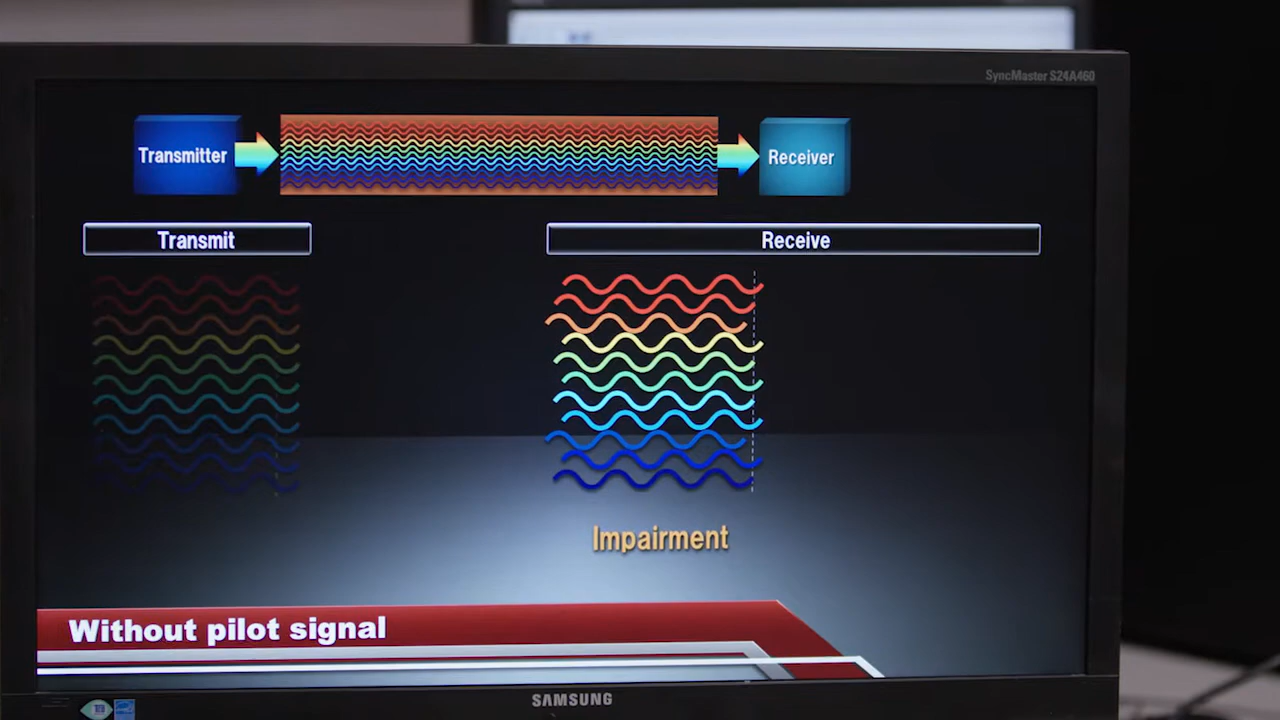 SyncMaster S24A460
Transmitter
Receiver
Transmit
Receive
Impairment
Without pilot signal
SAMSUNG